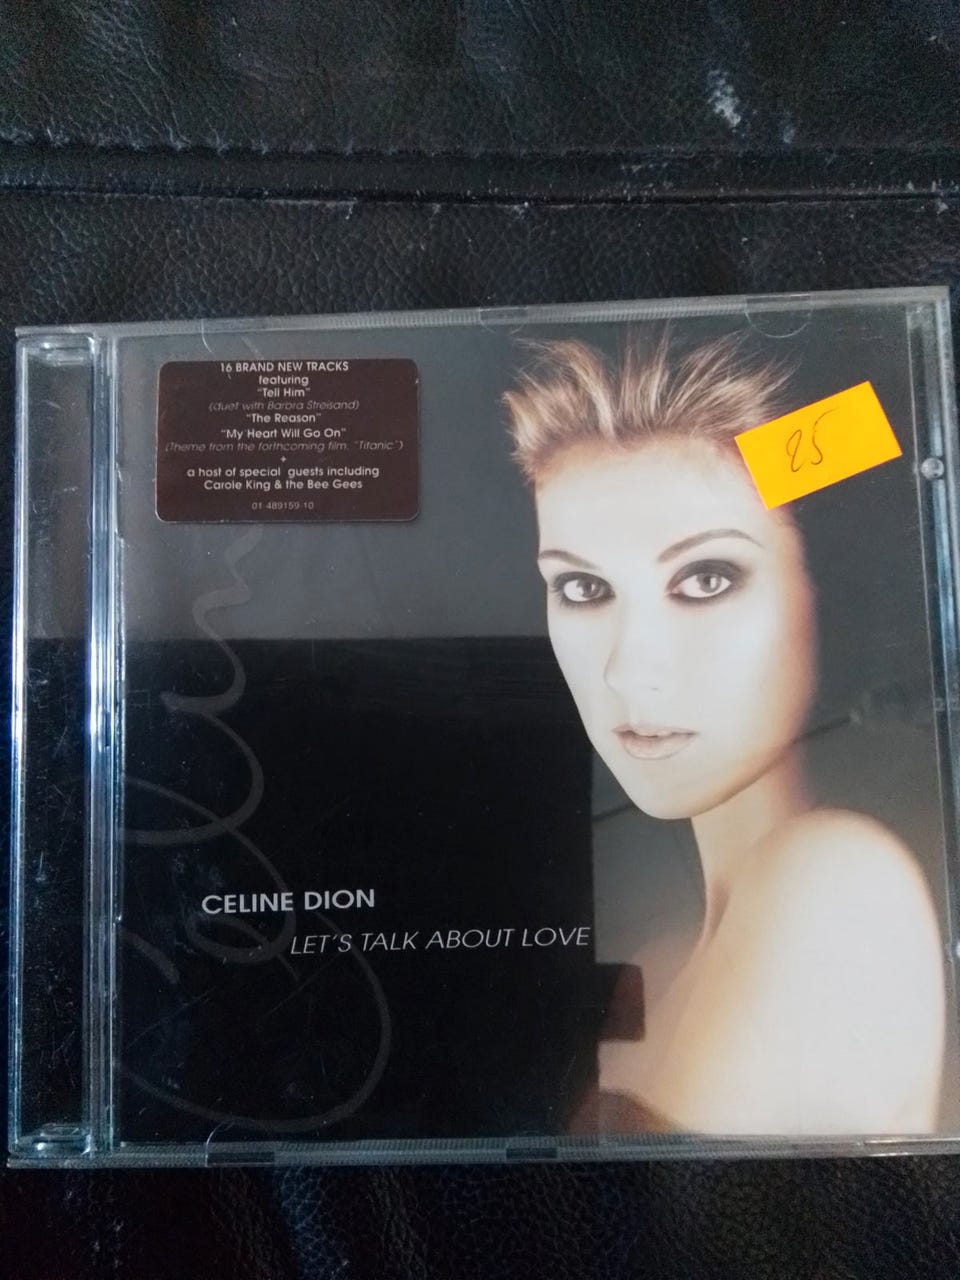 16 BRAND NEW TRACKS
featuring
"Tell Him"
(duet with Barbra Streisand)
"The Reason"
"My Heart Will Go On"
(Theme from the forthcoming film, "Titanic")
+
a host of special guests including
Carole King & the Bee Gees
01-489159-10
25
CELINE DION
LET'S TALK ABOUT LOVE